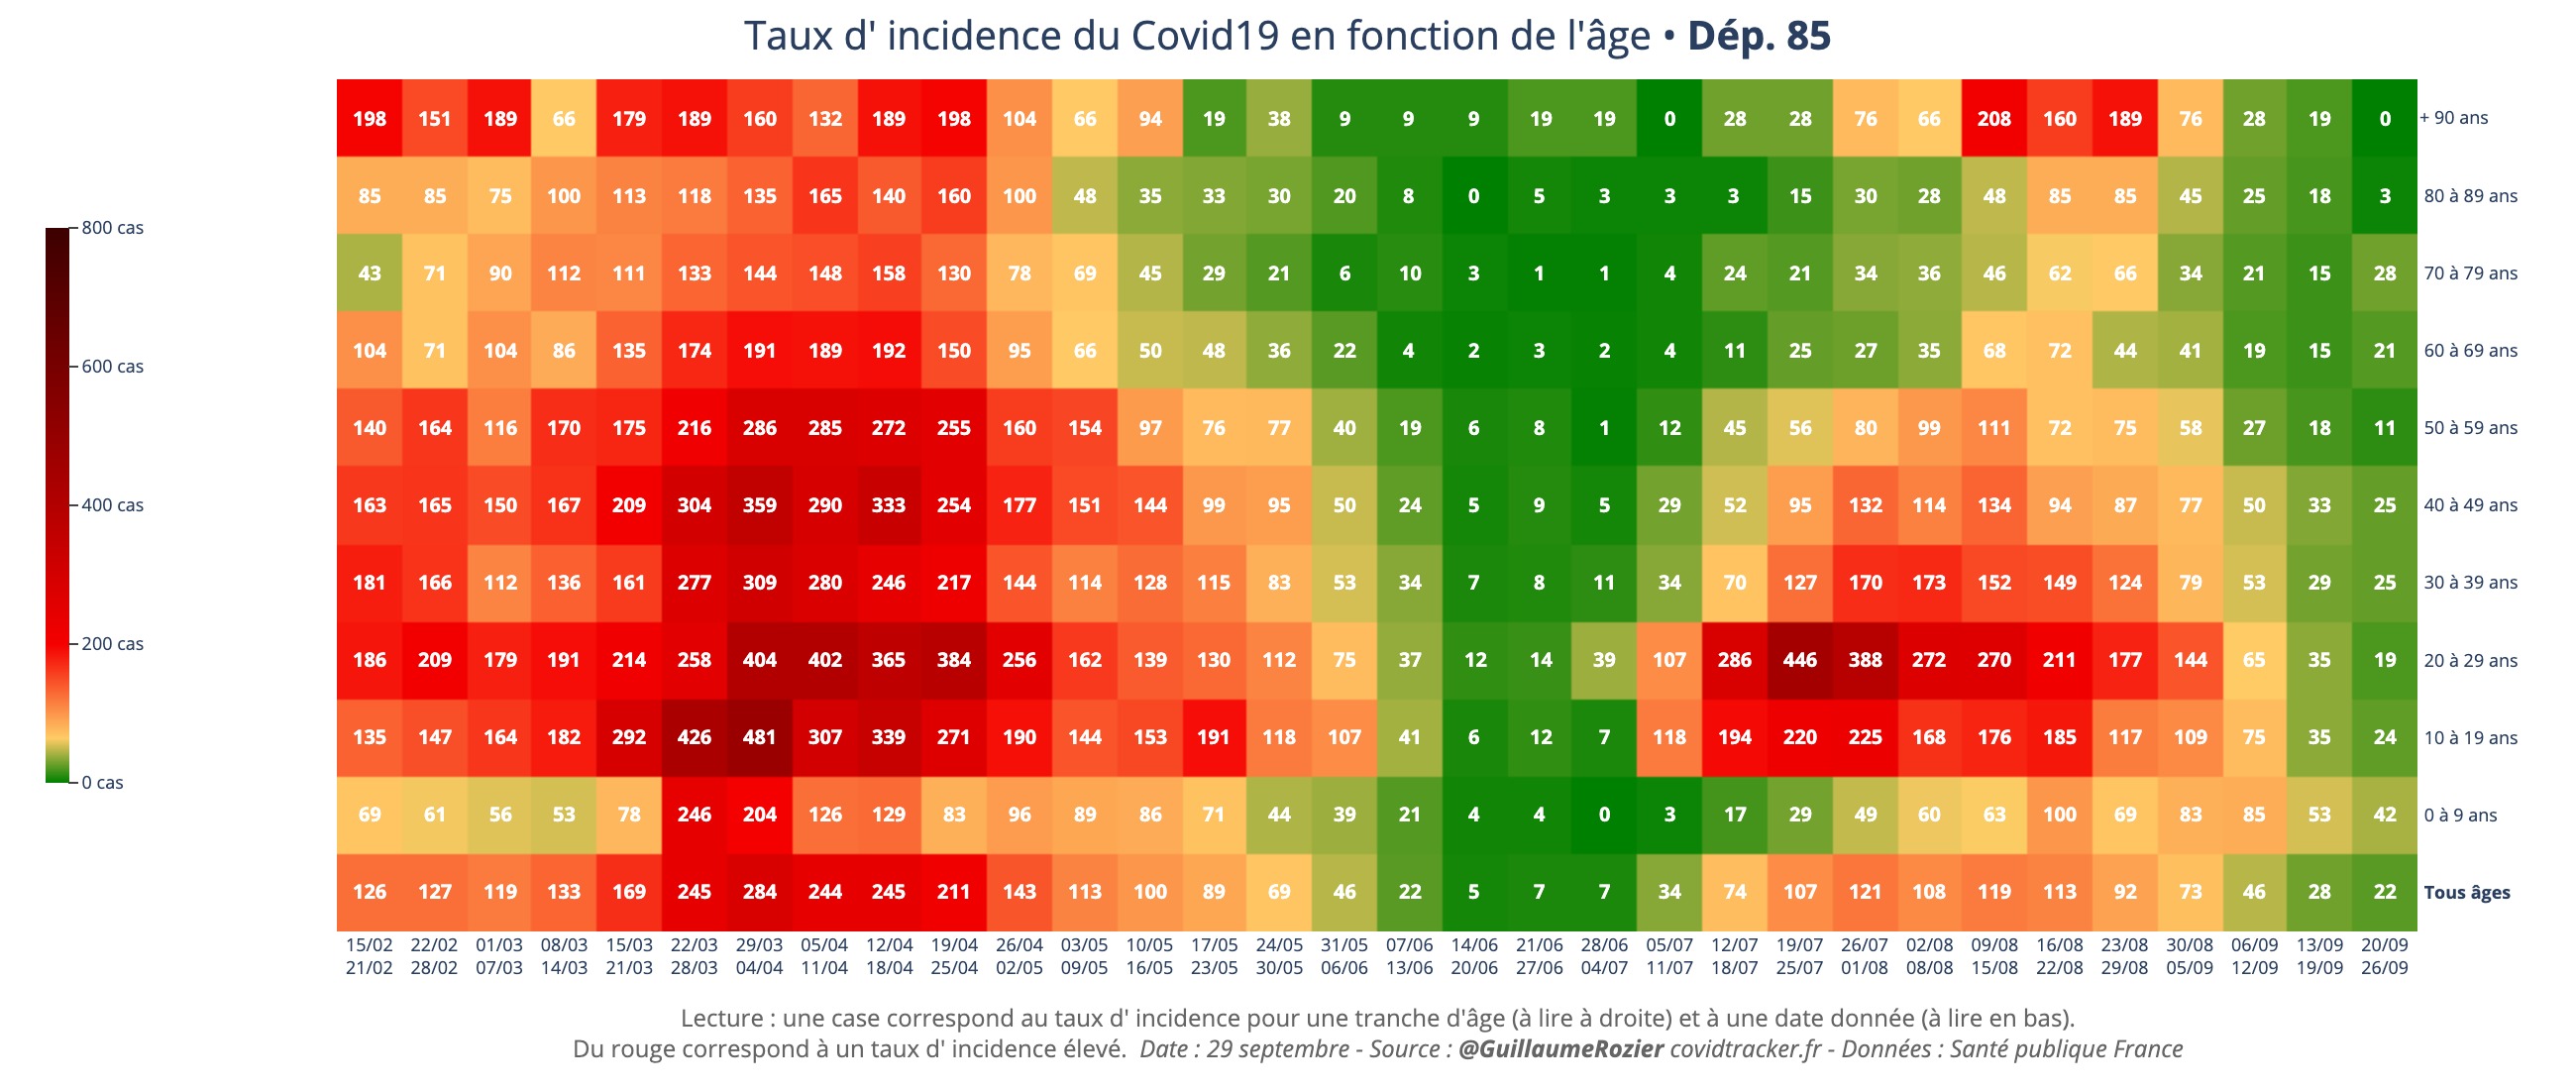 Taux d' incidence du Covid19 en fonction de l'âge • Dép. 85
198 151 189 66 179 189 160 132 189 198 104 66 94 19 38 9 9 9 19 19 0 28 28 76 66 208 160 189 76 28 19 0 + 90 ans
85 85 75 100 113 118 135 165 140 160 100 48 35 33 30 20 8 0 5 3 3 3 15 30 28 48 85 85 45 25 18 3 80 à 89 ans
43 71 90 112 111 133 144 148 158 130 78 69 45 29 21 6 10 3 1 1 4 24 21 34 36 46 62 66 34 21 15 28 70 à 79 ans
104 71 104 86 135 174 191 189 192 150 95 66 50 48 36 22 4 2 3 2 4 11 25 27 35 68 72 44 41 19 15 21 60 à 69 ans
140 164 116 170 175 216 286 285 272 255 160 154 97 76 77 40 19 6 8 1 12 45 56 80 99 111 72 75 58 27 18 11 50 à 59 ans
163 165 150 167 209 304 359 290 333 254 177 151 144 99 95 50 24 5 9 5 29 52 95 132 114 134 94 87 77 50 33 25 40 à 49 ans
181 166 112 136 161 277 309 280 246 217 144 114 128 115 83 53 34 7 8 11 34 70 127 170 173 152 149 124 79 53 29 25 30 à 39 ans
186 209 179 191 214 258 404 402 365 384 256 162 139 130 112 75 37 12 14 39 107 286 446 388 272 270 211 177 144 65 35 19 20 à 29 ans
135 147 164 182 292 426 481 307 339 271 190 144 153 191 118 107 41 6 12 7 118 194 220 225 168 176 185 117 109 75 35 24 10 à 19 ans
69 61 56 53 78 246 204 126 129 83 96 89 86 71 44 39 21 4 4 0 3 17 29 49 60 63 100 69 83 85 53 42 0 à 9 ans
126 127 119 133 169 245 284 244 245 211 143 113 100 89 69 46 22 5 7 7 34 74 107 121 108 119 113 92 73 46 28 22 Tous âges
15/02 22/02 01/03 08/03 15/03 22/03 29/03 05/04 12/04 19/04 26/04 03/05 10/05 17/05 24/05 31/05 07/06 14/06 21/06 28/06 05/07 12/07 19/07 26/07 02/08 09/08 16/08 23/08 30/08 06/09 13/09 20/09
21/02 28/02 07/03 14/03 21/03 28/03 04/04 11/04 18/04 25/04 02/05 09/05 16/05 23/05 30/05 06/06 13/06 20/06 27/06 04/07 11/07 18/07 25/07 01/08 08/08 15/08 22/08 29/08 05/09 12/09 19/09 26/09
800 cas
600 cas
400 cas
200 cas
0 cas
Lecture : une case correspond au taux d' incidence pour une tranche d'âge (à lire à droite) et à une date donnée (à lire en bas).
Du rouge correspond à un taux d' incidence élevé. Date : 29 septembre - Source : @GuillaumeRozier covidtracker.fr - Données : Santé publique France